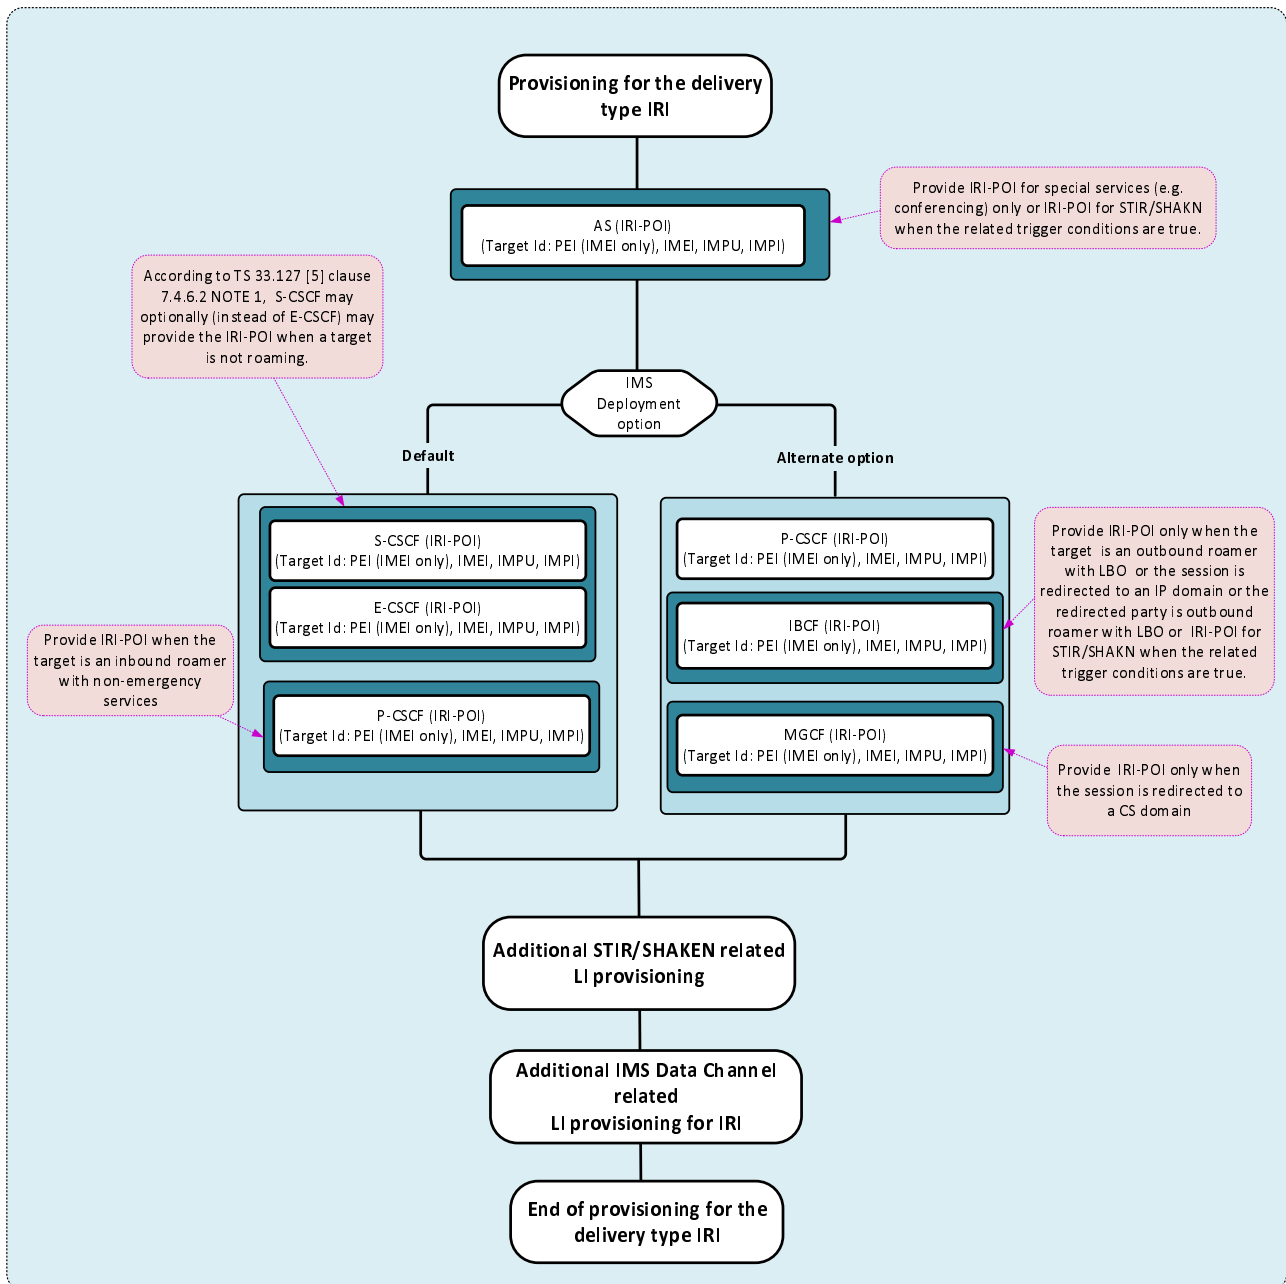 Provisioning for the delivery
type IRI
Provide IRI-POI for special services (e.g.
conferencing) only or IRI-POI for STIR/SHAKN
when the related trigger conditions are true.
AS (IRI-POI)
(Target Id: PEI (IMEI only), IMEI, IMPU, IMPI)
According to TS 33.127 [5] clause
7.4.6.2 NOTE 1, S-CSCF may
optionally (instead of E-CSCF) may
provide the IRI-POI when a target
is not roaming.
IMS
Deployment
option
Default
Alternate option
S-CSCF (IRI-POI)
(Target Id: PEI (IMEI only), IMEI, IMPU, IMPI)
E-CSCF (IRI-POI)
(Target Id: PEI (IMEI only), IMEI, IMPU, IMPI)
Provide IRI-POI when the
target is an inbound roamer
with non-emergency
services
P-CSCF (IRI-POI)
(Target Id: PEI (IMEI only), IMEI, IMPU, IMPI)
P-CSCF (IRI-POI)
(Target Id: PEI (IMEI only), IMEI, IMPU, IMPI)
IBCF (IRI-POI)
(Target Id: PEI (IMEI only), IMEI, IMPU, IMPI)
MGCF (IRI-POI)
(Target Id: PEI (IMEI only), IMEI, IMPU, IMPI)
Provide IRI-POI only when the
target is an outbound roamer
with LBO or the session is
redirected to an IP domain or the
redirected party is outbound
roamer with LBO or IRI-POI for
STIR/SHAKN when the related
trigger conditions are true.
Provide IRI-POI only when
the session is redirected to
a CS domain
Additional STIR/SHAKEN related
LI provisioning
Additional IMS Data Channel
related
LI provisioning for IRI
End of provisioning for the
delivery type IRI